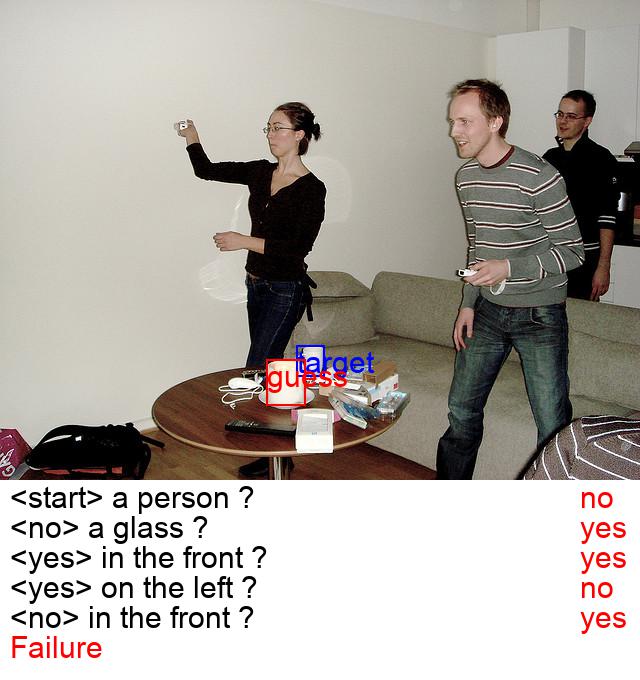 target
guess
<start> a person ? no
<no> a glass ? yes
<yes> in the front ? yes
<yes> on the left ? no
<no> in the front ? yes
Failure